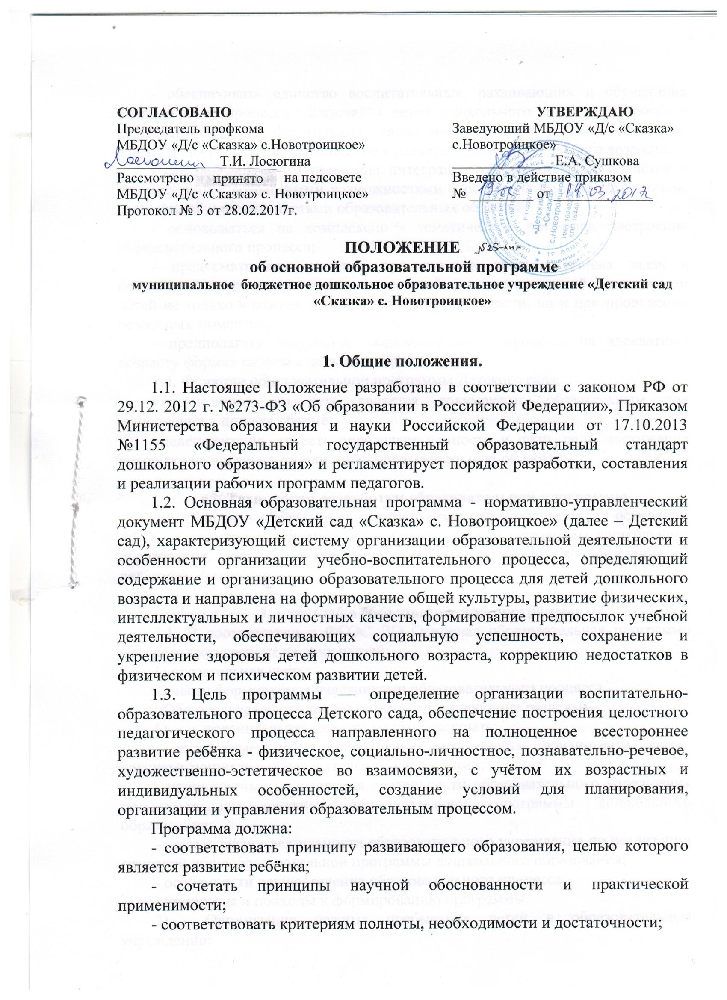 СОГЛАСОВАНО
Председатель профкома
МБДОУ «Д/с «Сказка» с.Новотроицкое»
Т.И. Лосюгина
Рассмотрено принято на педсовете
МБДОУ «Д/с «Сказка» с. Новотроицкое»
Протокол № 3 от 28.02.2017г.
УТВЕРЖДАЮ
Заведующий МБДОУ «Д/с «Сказка»
с.Новотроицкое»
Е.А. Сушкова
Введено в действие приказом
№ от 03.2017
«Детский сад
«Сказка»
с.Новотроицкое
ПОЛОЖЕНИЕ №25-
об основной образовательной программе
муниципальное бюджетное дошкольное образовательное учреждение «Детский сад
«Сказка» с. Новотроицкое»
1. Общие положения.
1.1. Настоящее Положение разработано в соответствии с законом РФ от
29.12. 2012 г. №273-ФЗ «Об образовании в Российской Федерации», Приказом
Министерства образования и науки Российской Федерации от 17.10.2013
№1155 «Федеральный государственный образовательный стандарт
дошкольного образования» и регламентирует порядок разработки, составления
и реализации рабочих программ педагогов.
1.2. Основная образовательная программа - нормативно-управленческий
документ МБДОУ «Детский сад «Сказка» с. Новотроицкое» (далее – Детский
сад), характеризующий систему организации образовательной деятельности и
особенности организации учебно-воспитательного процесса, определяющий
содержание и организацию образовательного процесса для детей дошкольного
возраста и направлена на формирование общей культуры, развитие физических,
интеллектуальных и личностных качеств, формирование предпосылок учебной
деятельности, обеспечивающих социальную успешность, сохранение и
укрепление здоровья детей дошкольного возраста, коррекцию недостатков в
физическом и психическом развитии детей.
1.3. Цель программы — определение организации воспитательно-
образовательного процесса Детского сада, обеспечение построения целостного
педагогического процесса направленного на полноценное всестороннее
развитие ребёнка - физическое, социально-личностное, познавательно-речевое,
художественно-эстетическое во взаимосвязи, с учётом их возрастных и
индивидуальных особенностей, создание условий для планирования,
организации и управления образовательным процессом.
Программа должна:
- соответствовать принципу развивающего образования, целью которого
является развитие ребёнка;
- сочетать принципы научной обоснованности и практической
применимости;
- соответствовать критериям полноты, необходимости и достаточности;